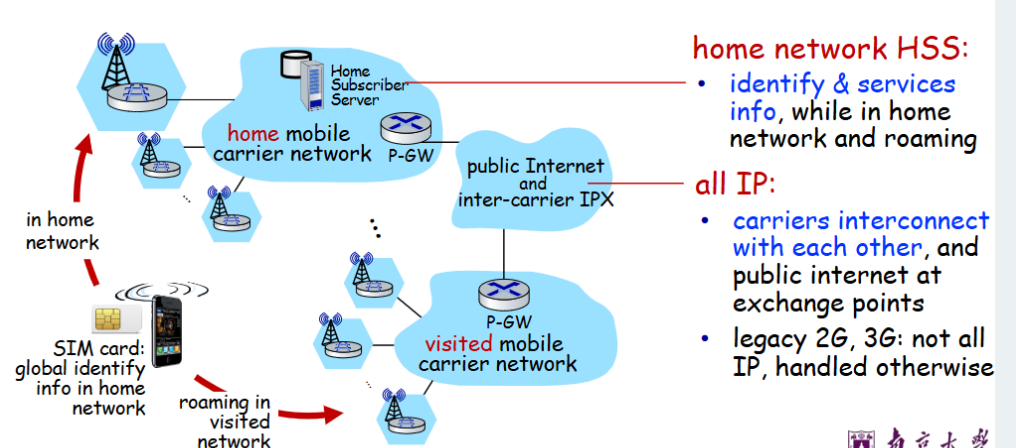 Home
Subscriber
Server
home mobile
carrier network
P-GW
public Internet
and
inter-carrier IPX
in home
network
SIM card:
global identify
info in home
network
roaming in
visited
network
P-GW
visited mobile
carrier network
home network HSS:
• identify & services
info, while in home
network and roaming
all IP:
• carriers interconnect
with each other, and
public internet at
exchange points
• legacy 2G, 3G: not all
IP, handled otherwise
南京大学